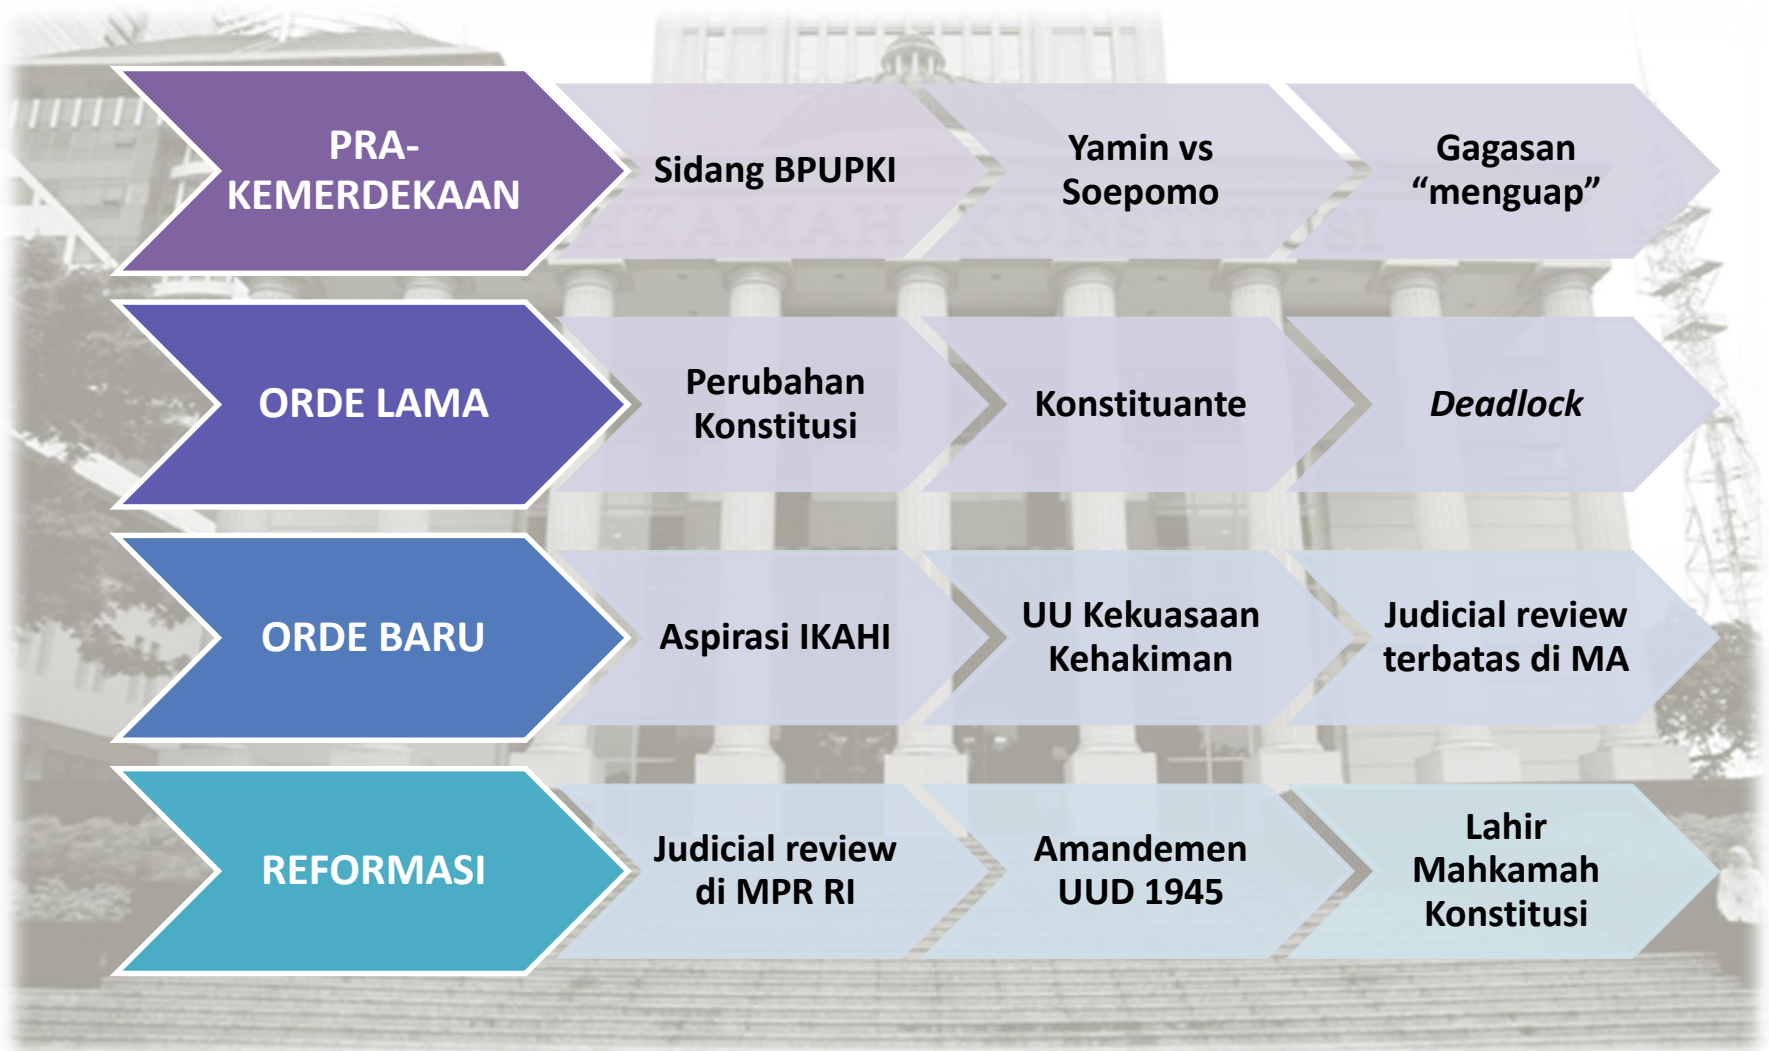 PRA-
KEMERDEKAAN
Sidang BPUPKI
Yamin vs
Soepomo
Gagasan
“menguap”
MAHKAMAH KONSTITUSI
ORDE LAMA
Perubahan
Konstitusi
Konstituante
Deadlock
ORDE BARU
Aspirasi IKAHI
UU Kekuasaan
Kehakiman
Judicial review
terbatas di MA
REFORMASI
Judicial review
di MPR RI
Amandemen
UUD 1945
Lahir
Mahkamah
Konstitusi